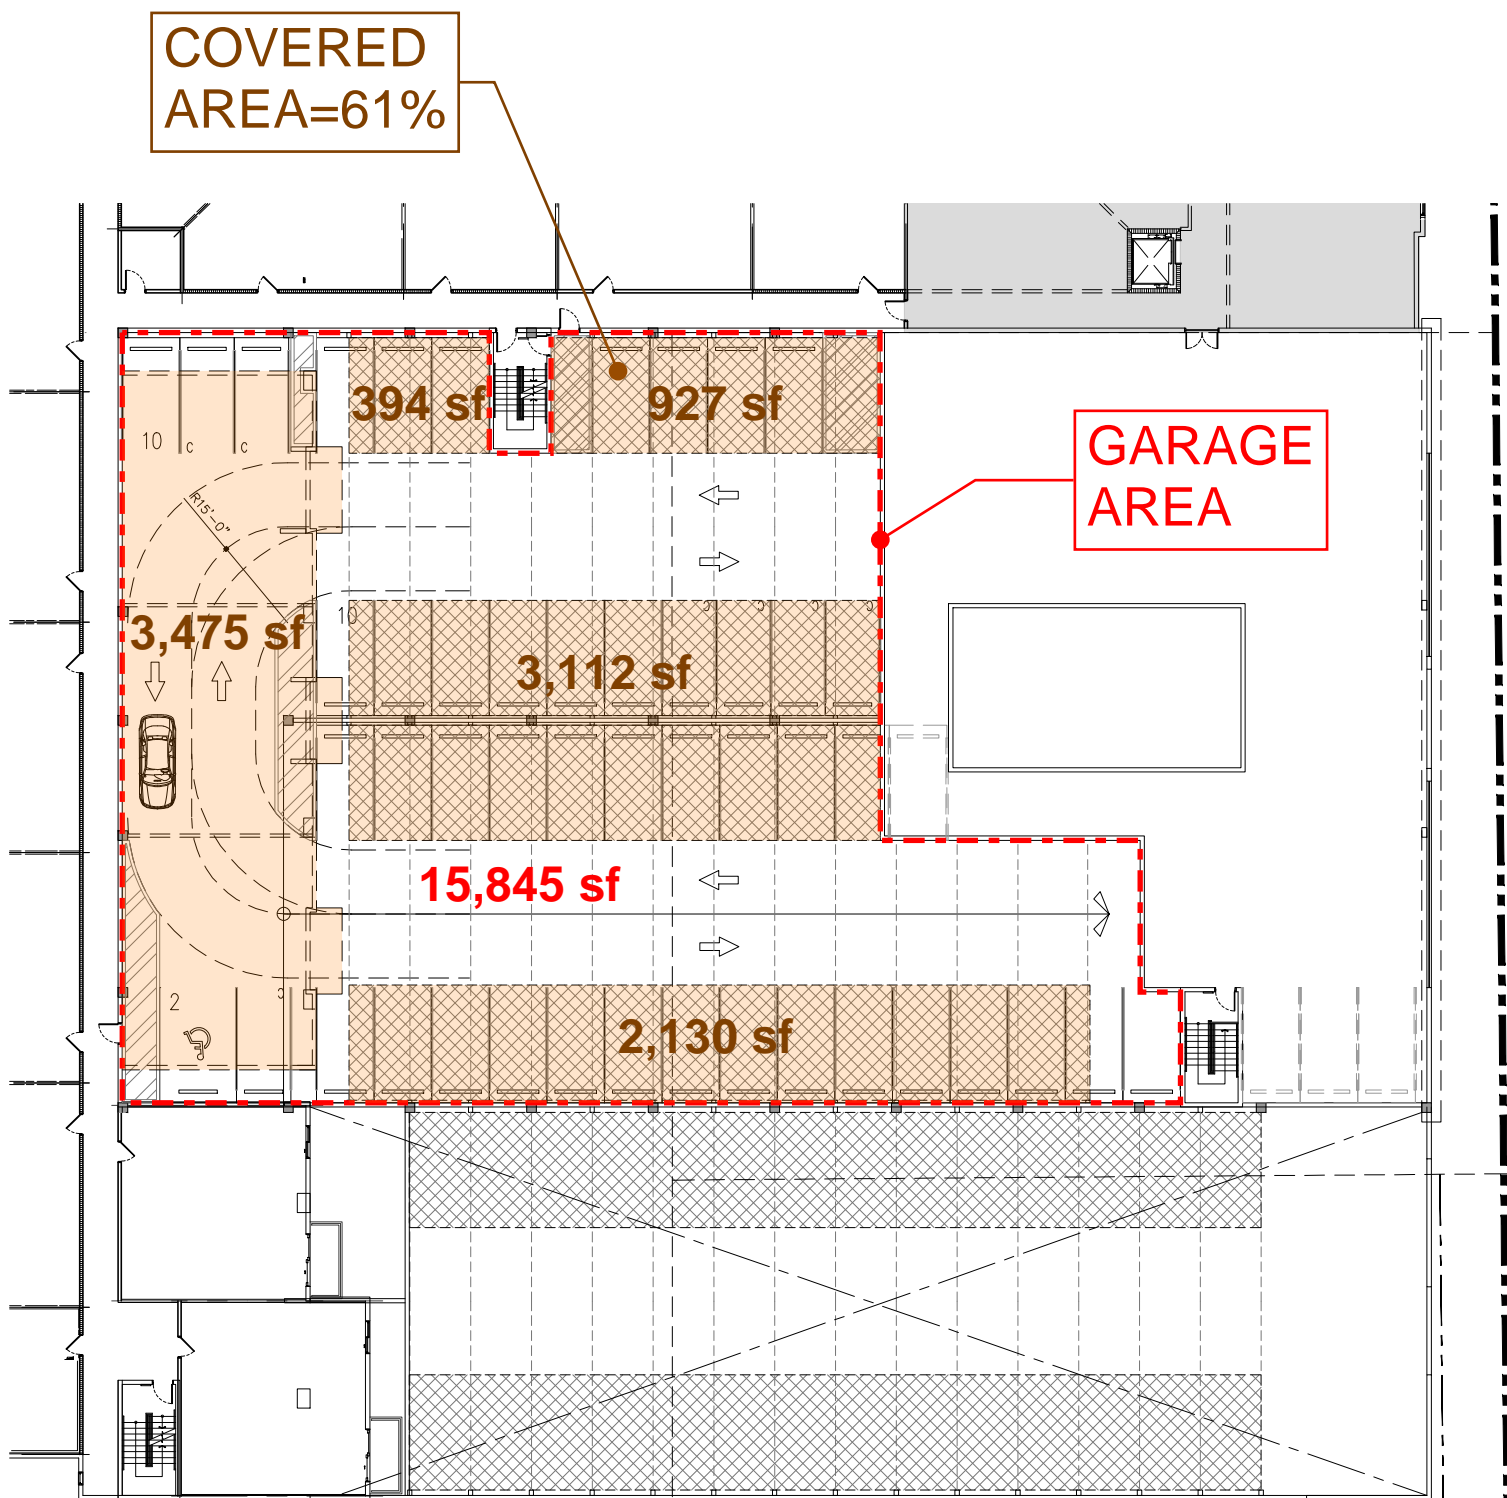 COVERED
AREA=61%
394 sf
927 sf
GARAGE
AREA
10
c
c
R15'-0"
10
3,475 sf
3,112 sf
15,845 sf
2
3
2,130 sf